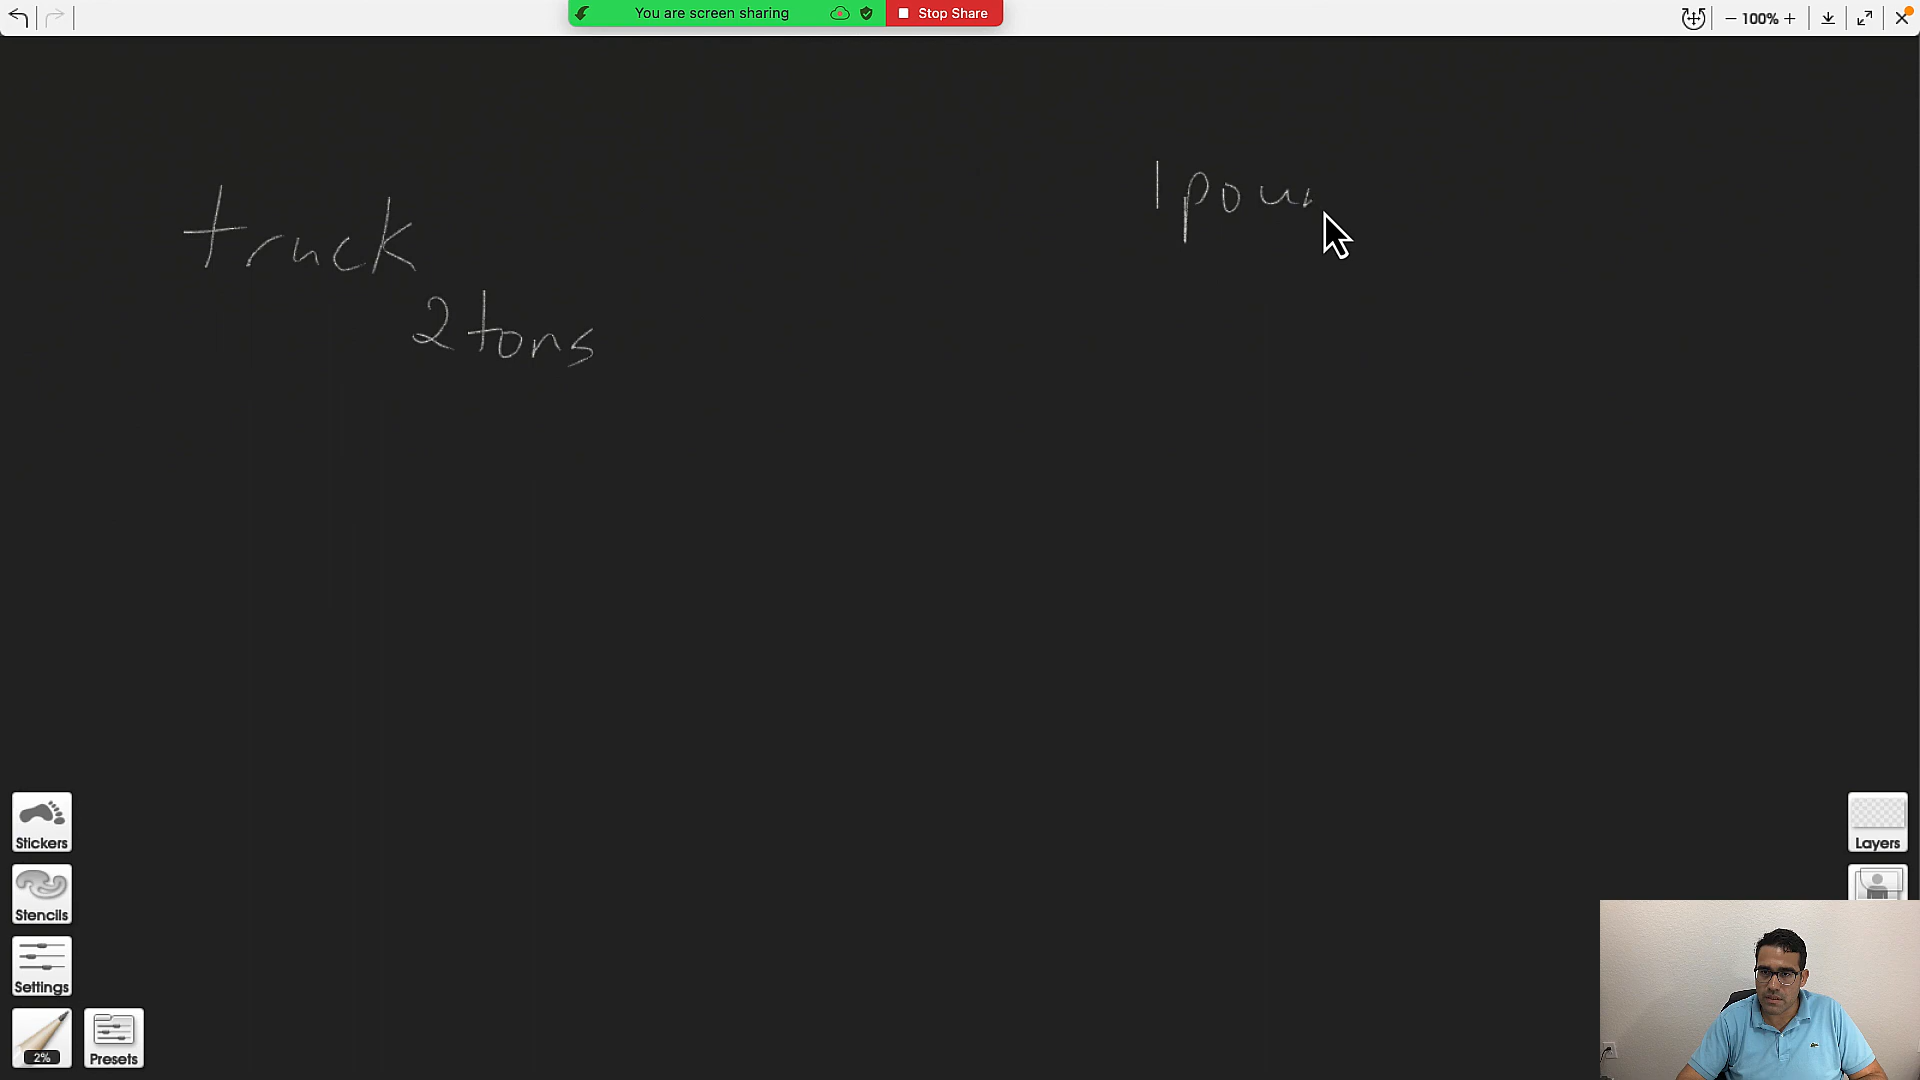 You are screen sharing
Stop Share
100%
1 pou
truck
2 tons
Stickers
Stencils
Settings
2%
Presets
Layers